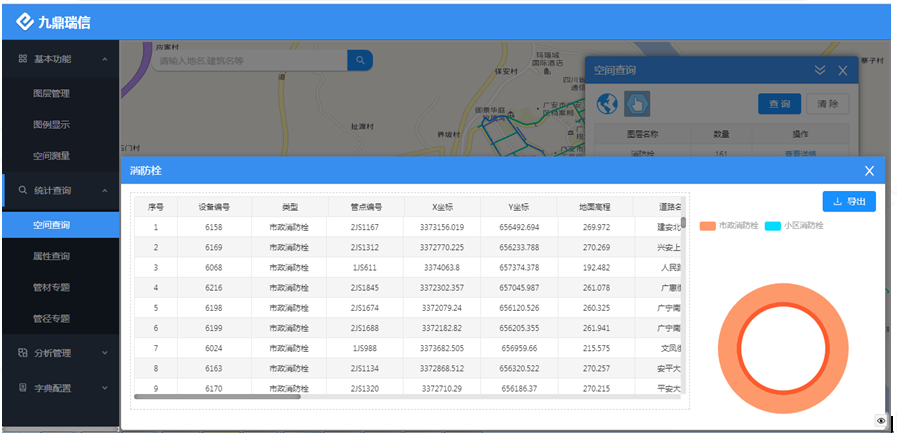 九鼎瑞信
基本功能
图层管理
图例显示
空间测量
统计查询
空间查询
属性查询
管材专题
管径专题
分析管理
字典配置
应家村
请输入地名,建筑名等
保安村
国际酒店
四川省
广安市
护渡村
界坡村
石门村
寨子村
空间查询
查 询
清 除
图层名称 数量 操作
消防栓 161 查看详情
消防栓
导出
序号 设备编号 类型 管点编号 X坐标 Y坐标 地面高程 道路名
1 6158 市政消防栓 2JS1167 3373156.019 656492.694 269.972 建安北
2 6169 市政消防栓 2JS1312 3372770.225 656233.788 270.269 兴安上
3 6068 市政消防栓 1JS611 3374063.8 657374.378 192.482 人民路
4 6216 市政消防栓 2JS1845 3372302.357 657045.987 261.078 广惠街
5 6198 市政消防栓 2JS1674 3372079.24 656120.526 260.325 广宁南
6 6199 市政消防栓 2JS1688 3372182.82 656205.355 261.941 广宁南
7 6024 市政消防栓 1JS988 3373682.505 656959.66 215.575 文凤街
8 6163 市政消防栓 2JS1134 3372868.512 656320.522 270.257 安平大
9 6170 市政消防栓 2JS1320 3372710.29 656186.37 270.215 平安大
市政消防栓 小区消防栓